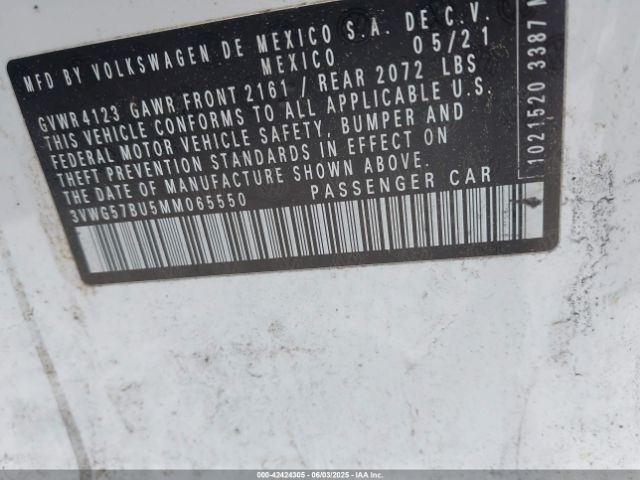 MFD BY VOLKSWAGEN DE MEXICO S.A. DE C.V.
MEXICO 05/21
GVWR 4123 GAWR FRONT 2161 / REAR 2072 LBS
THIS VEHICLE CONFORMS TO ALL APPLICABLE U.S.
FEDERAL MOTOR VEHICLE SAFETY, BUMPER AND
THEFT PREVENTION STANDARDS IN EFFECT ON
THE DATE OF MANUFACTURE SHOWN ABOVE.
3VWG57BU5MM065550 PASSENGER CAR
1021520 3387
000-42424305 - 06/03/2025 - IAA Inc.